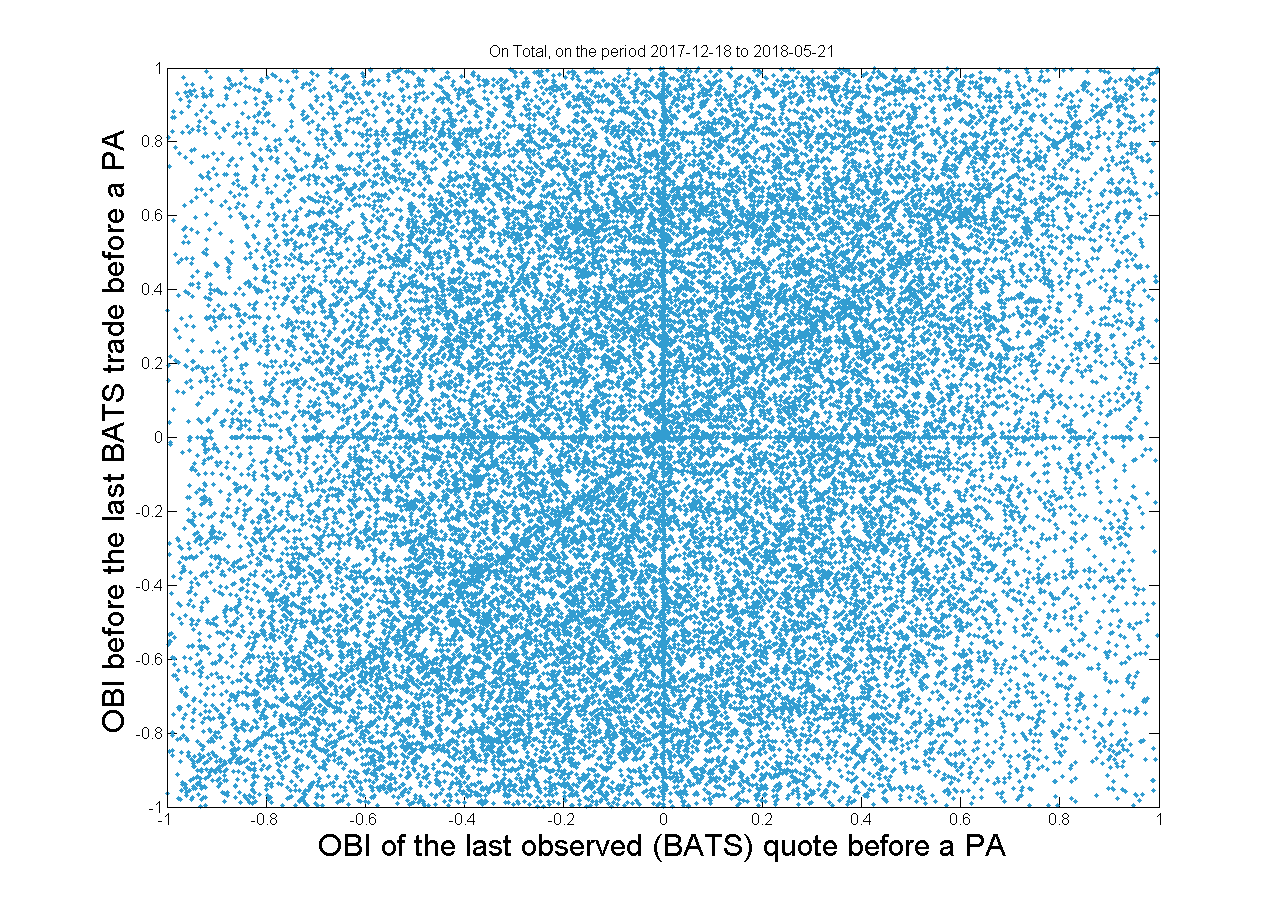 On Total, on the period 2017-12-18 to 2018-05-21
OBI before the last BATS trade before a PA
1
0.8
0.6
0.4
0.2
0
-0.2
-0.4
-0.6
-0.8
-1
-1 -0.8 -0.6 -0.4 -0.2 0 0.2 0.4 0.6 0.8 1
OBI of the last observed (BATS) quote before a PA